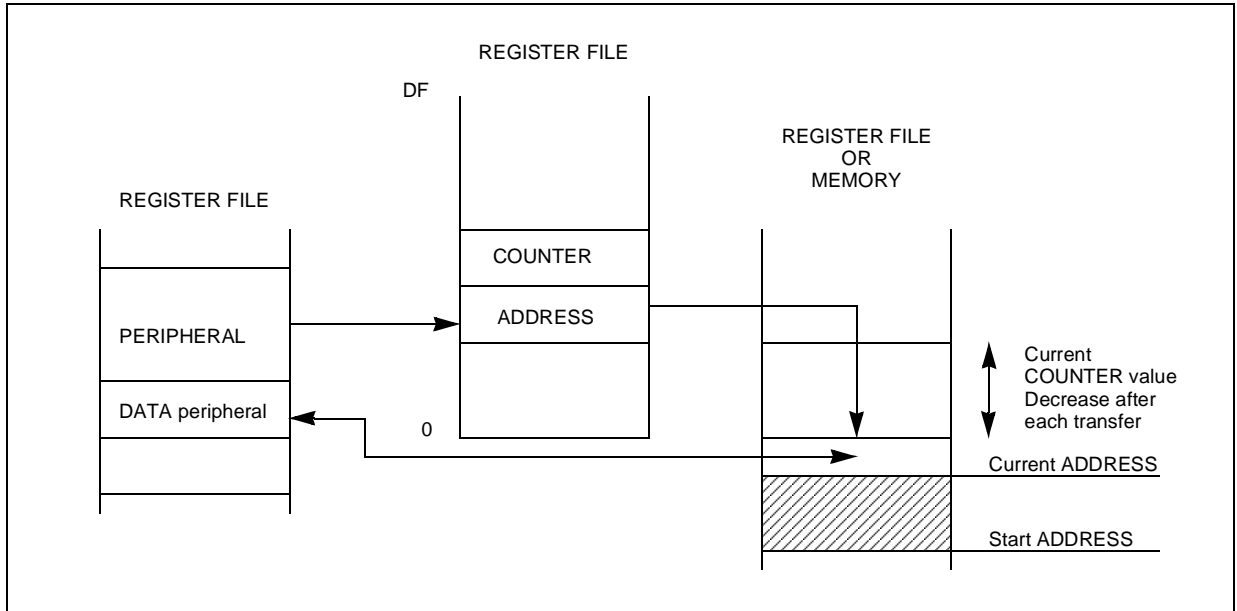 REGISTER FILE
DF
REGISTER FILE
OR
MEMORY
REGISTER FILE
COUNTER
ADDRESS
PERIPHERAL
Current
COUNTER value
Decrease after
each transfer
DATA peripheral
0
Current ADDRESS
Start ADDRESS